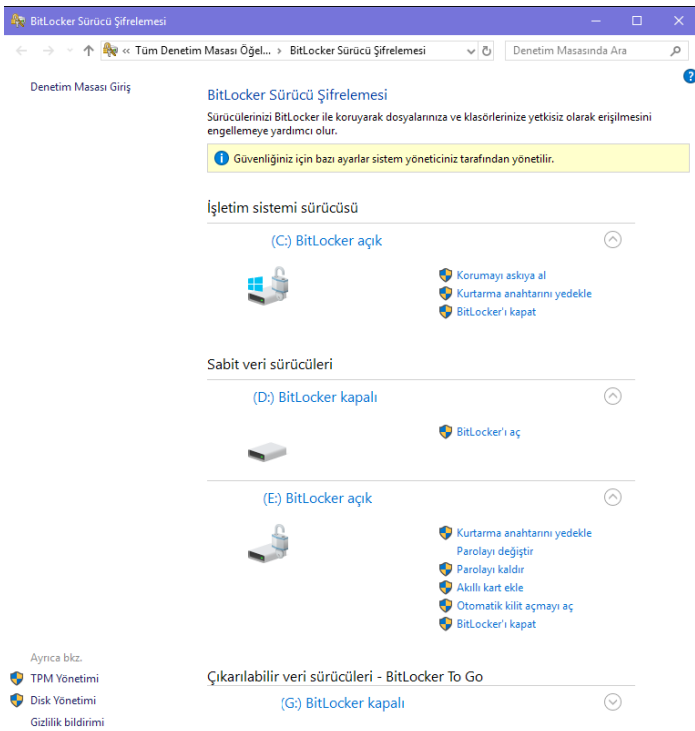 BitLocker Sürücü Şifrelemesi
« Tüm Denetim Masası Öğel... › BitLocker Sürücü Şifrelemesi
Denetim Masasında Ara
Denetim Masası Giriş
BitLocker Sürücü Şifrelemesi
Sürücülerinizi BitLocker ile koruyarak dosyalarınıza ve klasörlerinize yetkisiz olarak erişilmesini
engellemeye yardımcı olur.
Güvenliğiniz için bazı ayarlar sistem yöneticiniz tarafından yönetilir.
İşletim sistemi sürücüsü
(C:) BitLocker açık
Korumayı askıya al
Kurtarma anahtarını yedekle
BitLocker'ı kapat
Sabit veri sürücüleri
(D:) BitLocker kapalı
BitLocker'ı aç
(E:) BitLocker açık
Kurtarma anahtarını yedekle
Parolayı değiştir
Parolayı kaldır
Akıllı kart ekle
Otomatik kilit açmayı aç
BitLocker'ı kapat
Çıkarılabilir veri sürücüleri - BitLocker To Go
(G:) BitLocker kapalı
Ayrıca bkz.
TPM Yönetimi
Disk Yönetimi
Gizlilik bildirimi